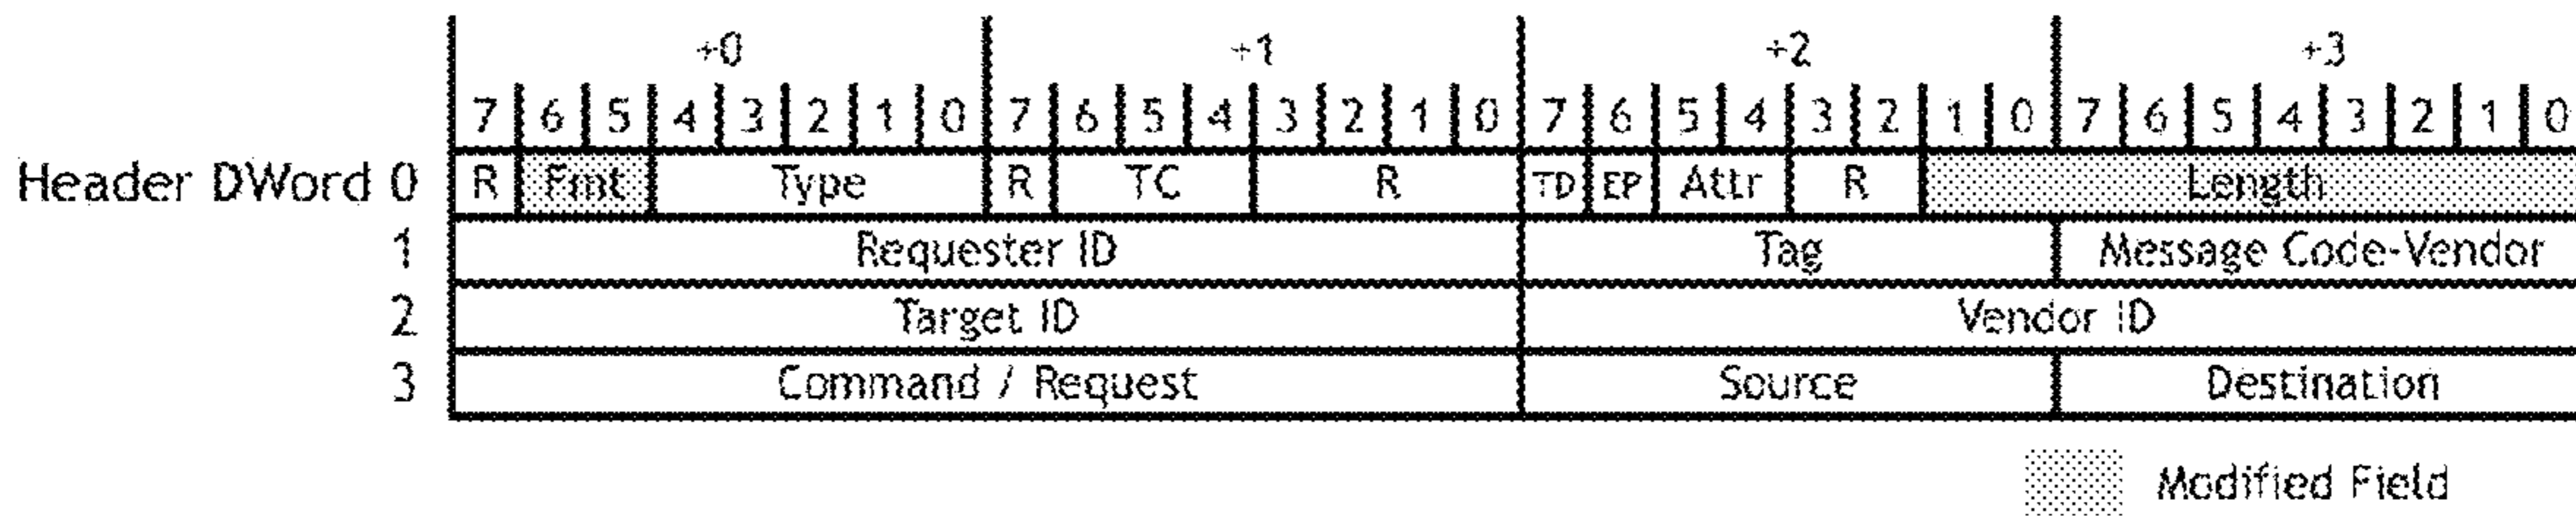 +0 +1 +2 +3
7 6 5 4 3 2 1 0 7 6 5 4 3 2 1 0 7 6 5 4 3 2 1 0 7 6 5 4 3 2 1 0
Header DWord 0 R Fmt Type R TC R TD EP Attr R Length
1 Requester ID Tag Message Code-Vendor
2 Target ID Vendor ID
3 Command / Request Source Destination
Modified Field